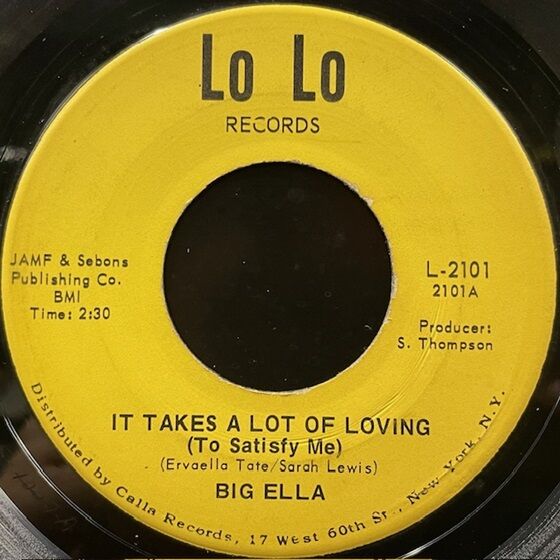 Lo Lo
RECORDS
JAMF & Sebons
Publishing Co.
BMI
Time: 2:30
L-2101
2101A
Producer:
S. Thompson
IT TAKES A LOT OF LOVING
(To Satisfy Me)
(Ervaella Tate/Sarah Lewis)
BIG ELLA
Distributed by Calla Records, 17 West 60th St., New York, N.Y.